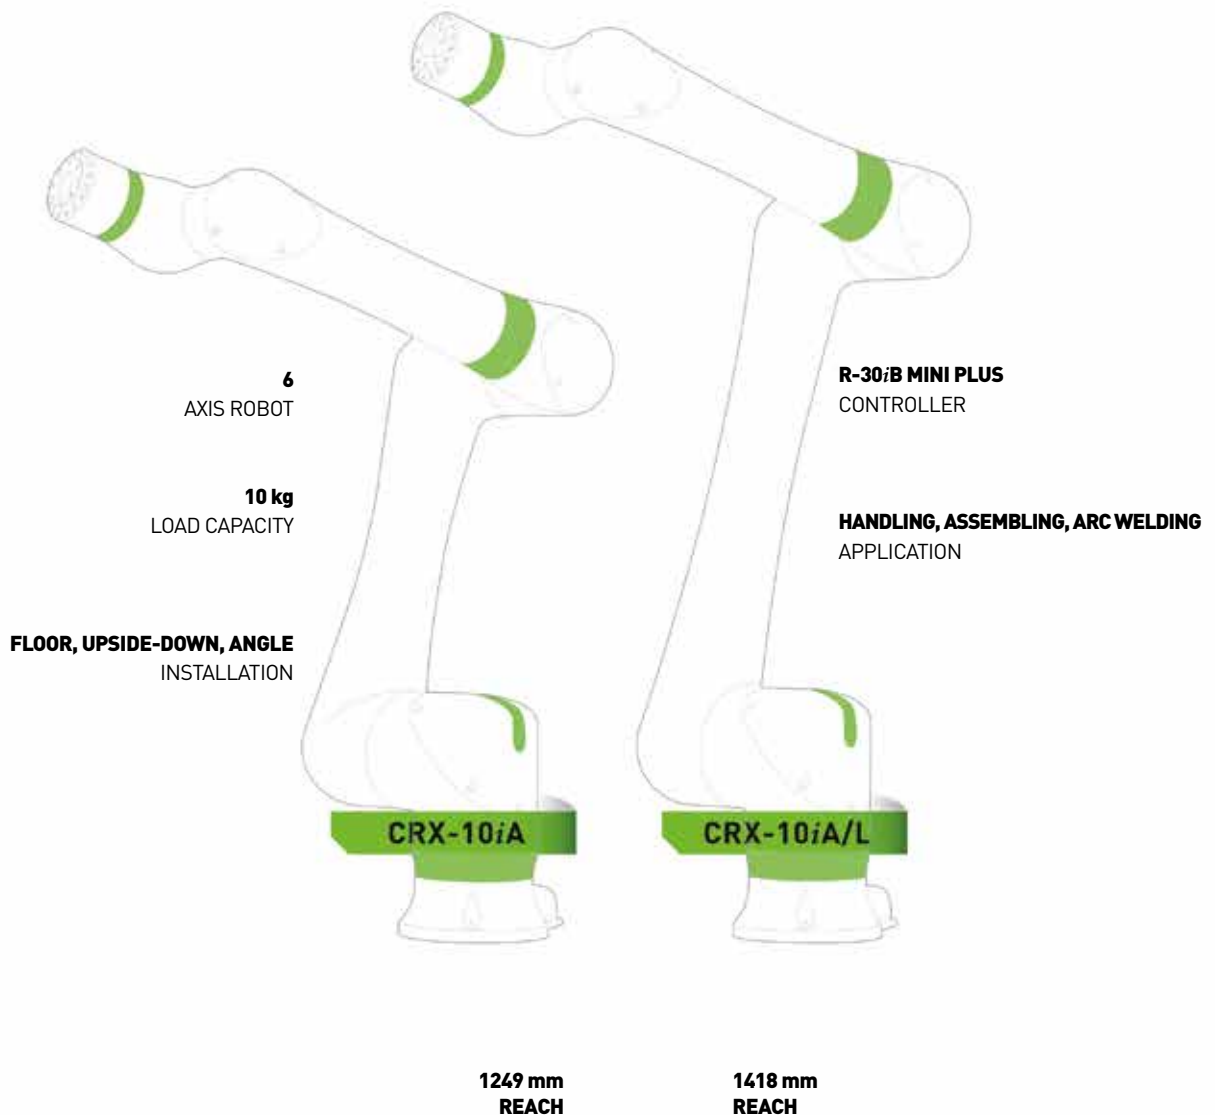 6
AXIS ROBOT
10 kg
LOAD CAPACITY
FLOOR, UPSIDE-DOWN, ANGLE
INSTALLATION
R-30iB MINI PLUS
CONTROLLER
HANDLING, ASSEMBLING, ARC WELDING
APPLICATION
CRX-10iA
CRX-10iA/L
1249 mm
REACH
1418 mm
REACH